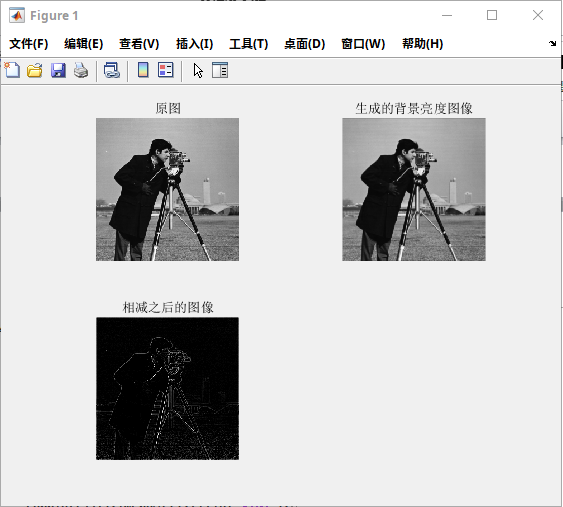 Figure 1
文件(F) 编辑(E) 查看(V) 插入(I) 工具(T) 桌面(D) 窗口(W) 帮助(H)
原图 生成的背景亮度图像
相减之后的图像